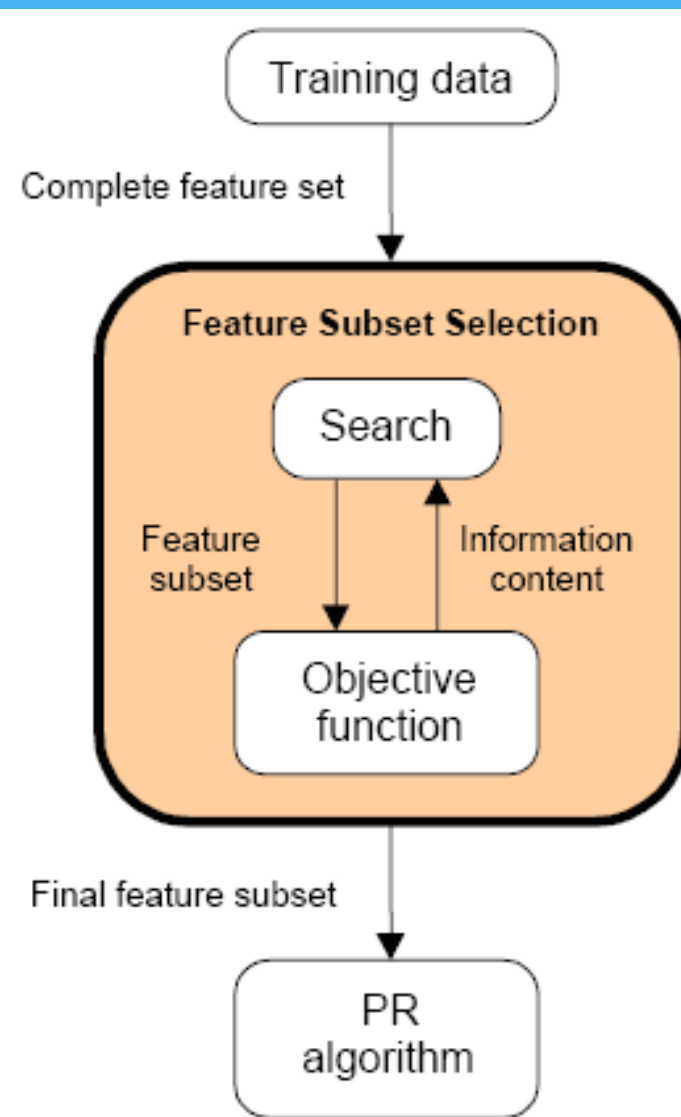 Training data
Complete feature set
Feature Subset Selection
Search
Feature
subset
Information
content
Objective
function
Final feature subset
PR
algorithm